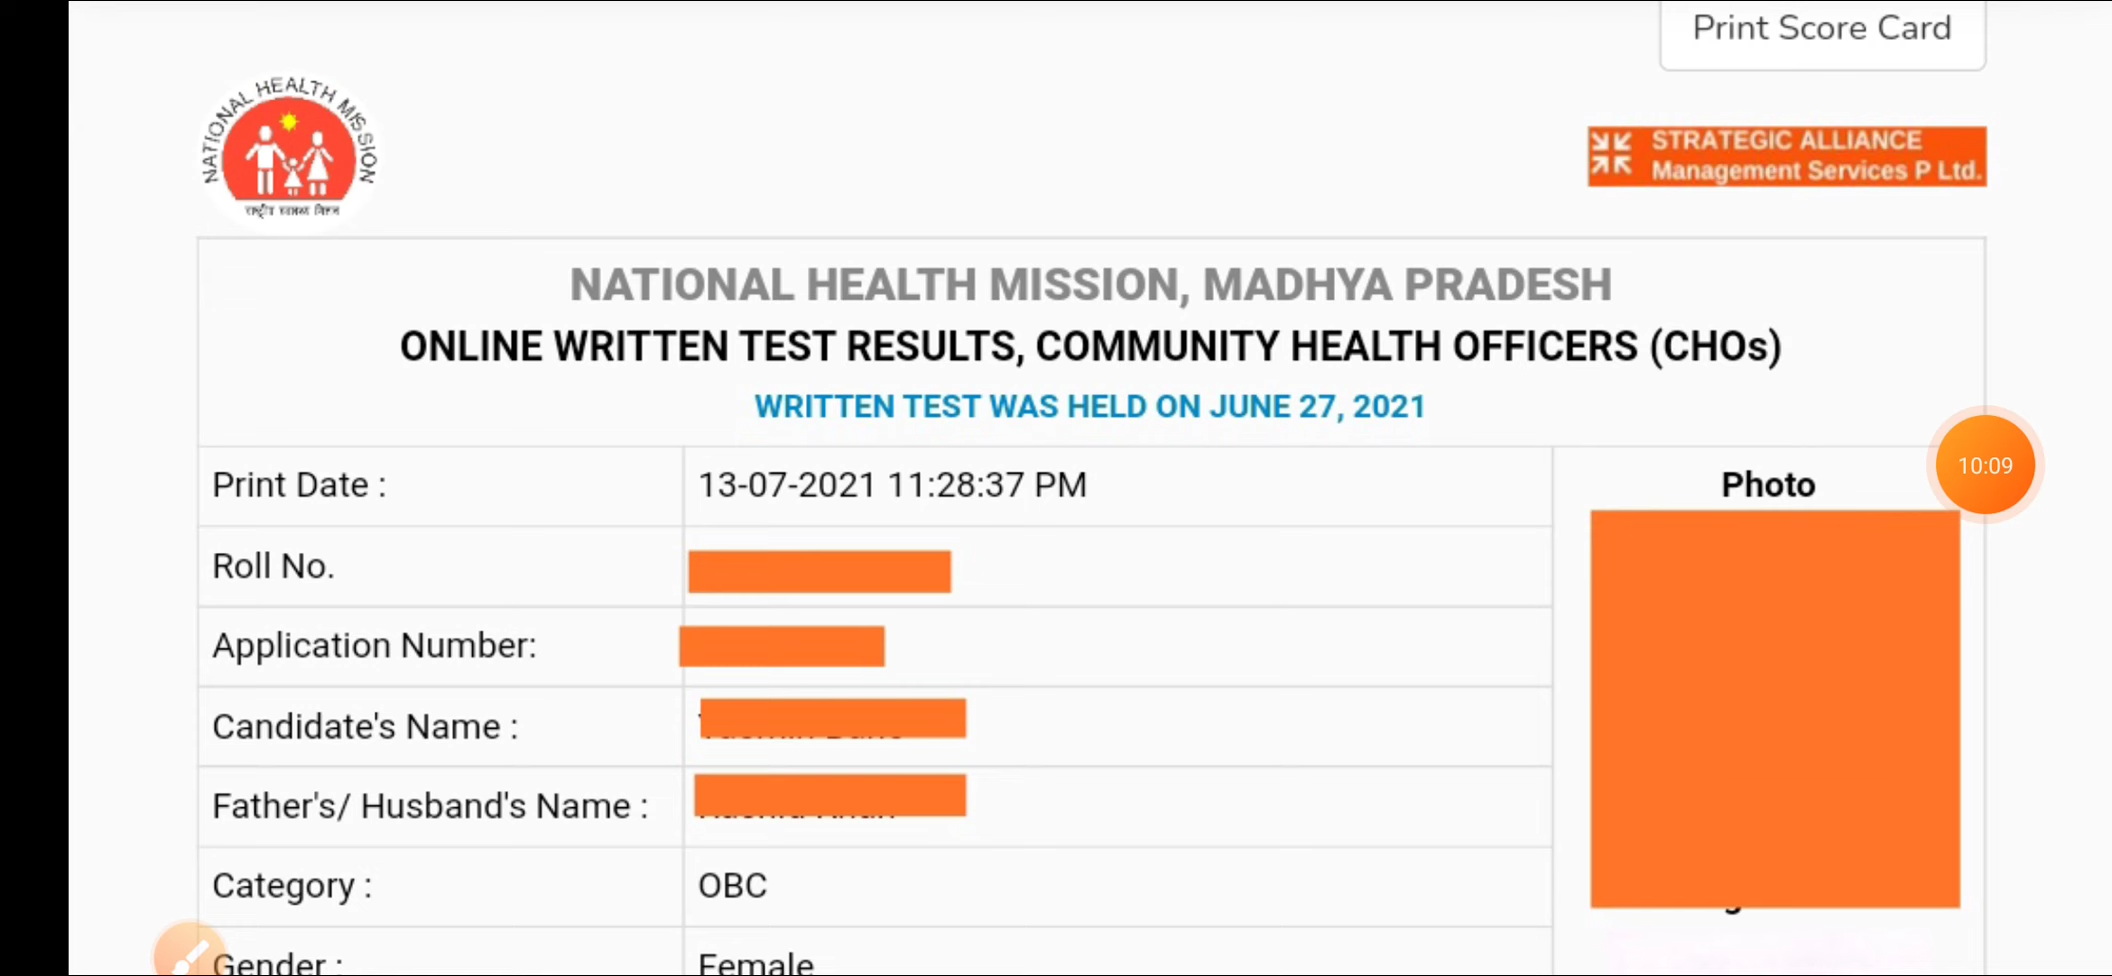 Print Score Card
NATIONAL HEALTH MISSION
STRATEGIC ALLIANCE
Management Services P Ltd.
NATIONAL HEALTH MISSION, MADHYA PRADESH
ONLINE WRITTEN TEST RESULTS, COMMUNITY HEALTH OFFICERS (CHOs)
WRITTEN TEST WAS HELD ON JUNE 27, 2021
Print Date : 13-07-2021 11:28:37 PM
Photo
10:09
Roll No.
Application Number:
Candidate's Name :
Father's/ Husband's Name :
Category : OBC
Gender : Female